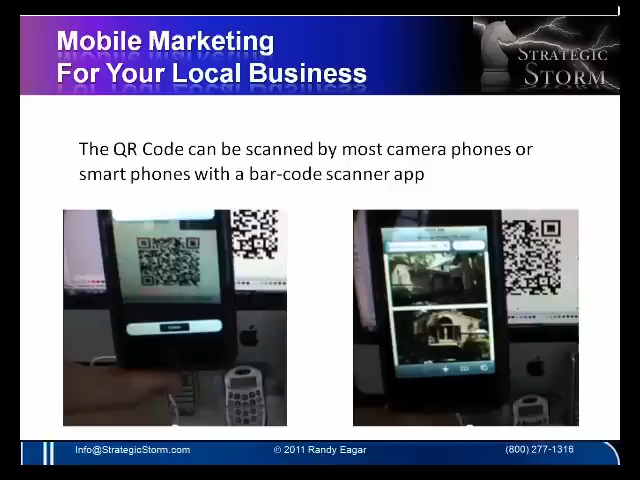 Mobile Marketing
For Your Local Business
STRATEGIC
STORM
The QR Code can be scanned by most camera phones or
smart phones with a bar-code scanner app
Info@StrategicStorm.com
© 2011 Randy Eagar
(800) 277-1316